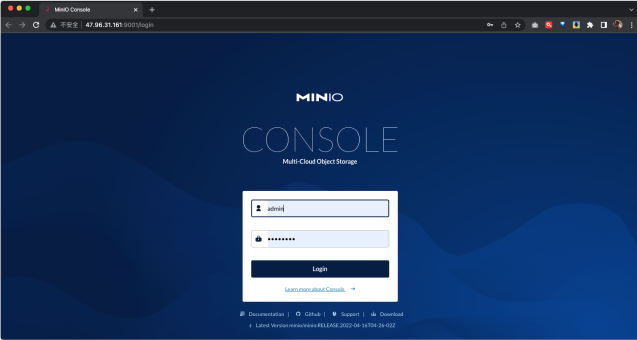 MinIO Console
不安全 | 47.96.31.161:9001/login
MINIO
CONSOLE
Multi-Cloud Object Storage
admin
••••••••
Login
Learn more about Console
Documentation | Github | Support | Download
Latest Version minio/minio:RELEASE.2022-04-16T04-26-02Z